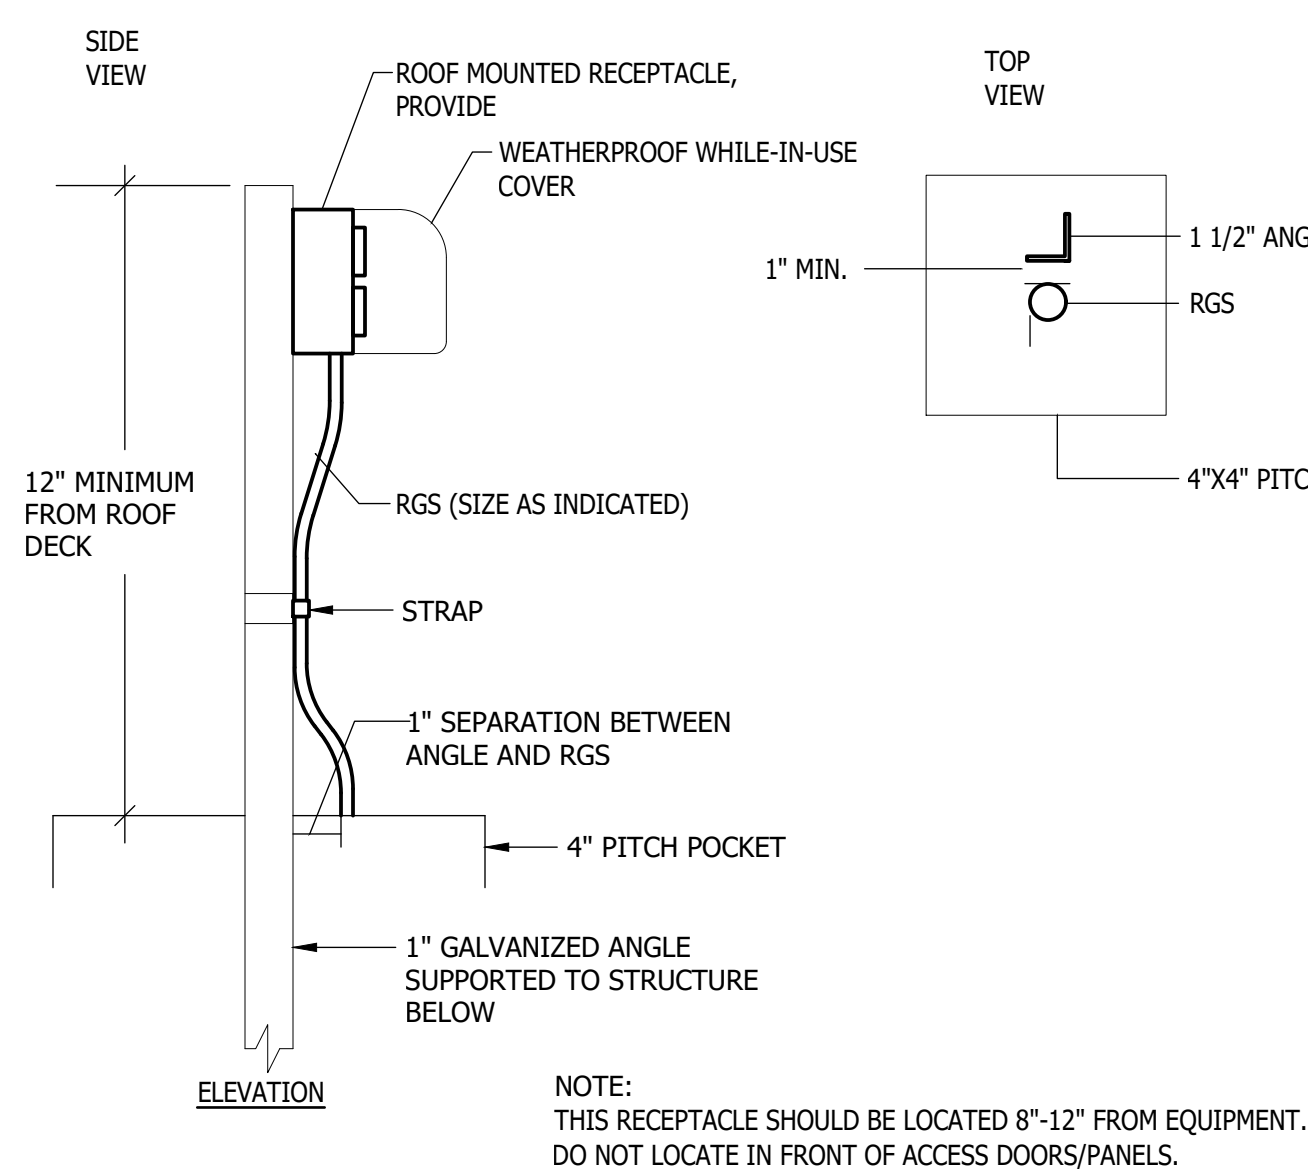 SIDE
VIEW
ROOF MOUNTED RECEPTACLE,
PROVIDE
WEATHERPROOF WHILE-IN-USE
COVER
12" MINIMUM
FROM ROOF
DECK
RGS (SIZE AS INDICATED)
STRAP
1" SEPARATION BETWEEN
ANGLE AND RGS
4" PITCH POCKET
1" GALVANIZED ANGLE
SUPPORTED TO STRUCTURE
BELOW
ELEVATION
TOP
VIEW
1 1/2" ANG
1" MIN.
RGS
4"X4" PITC
NOTE:
THIS RECEPTACLE SHOULD BE LOCATED 8"-12" FROM EQUIPMENT.
DO NOT LOCATE IN FRONT OF ACCESS DOORS/PANELS.